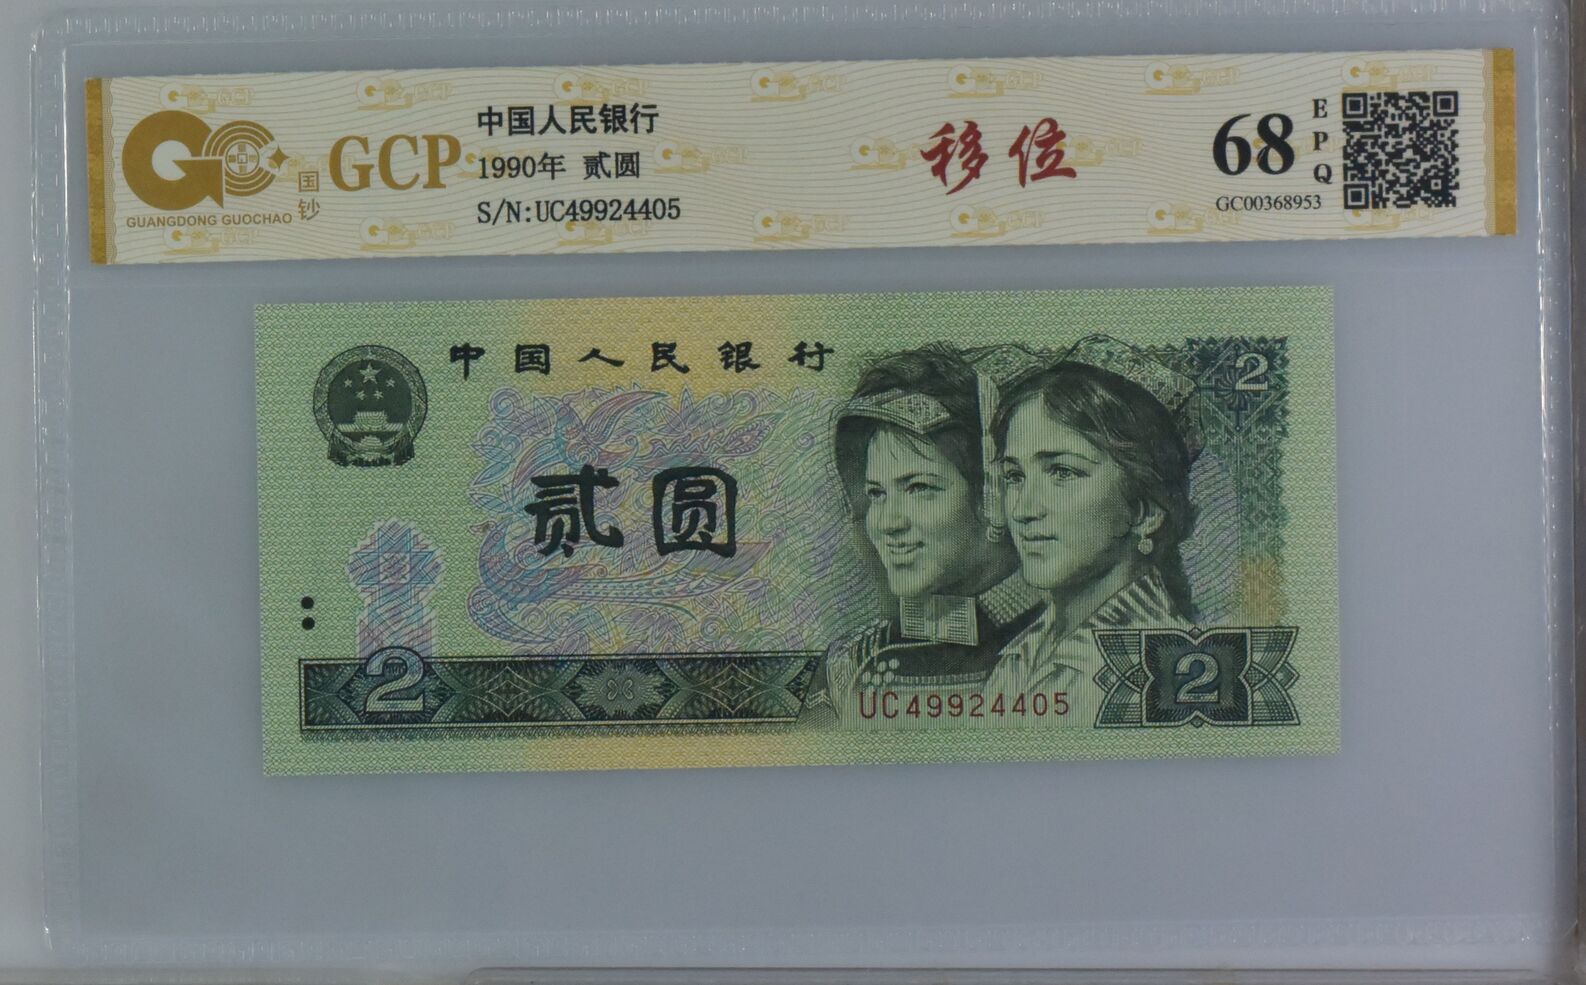 GUANGDONG GUOCHAO
国钞
GCP
中国人民银行
1990年 贰圆
S/N:UC49924405
移位
68
EPQ
GC00368953
中国人民银行
2
贰圆
2
UC49924405
2